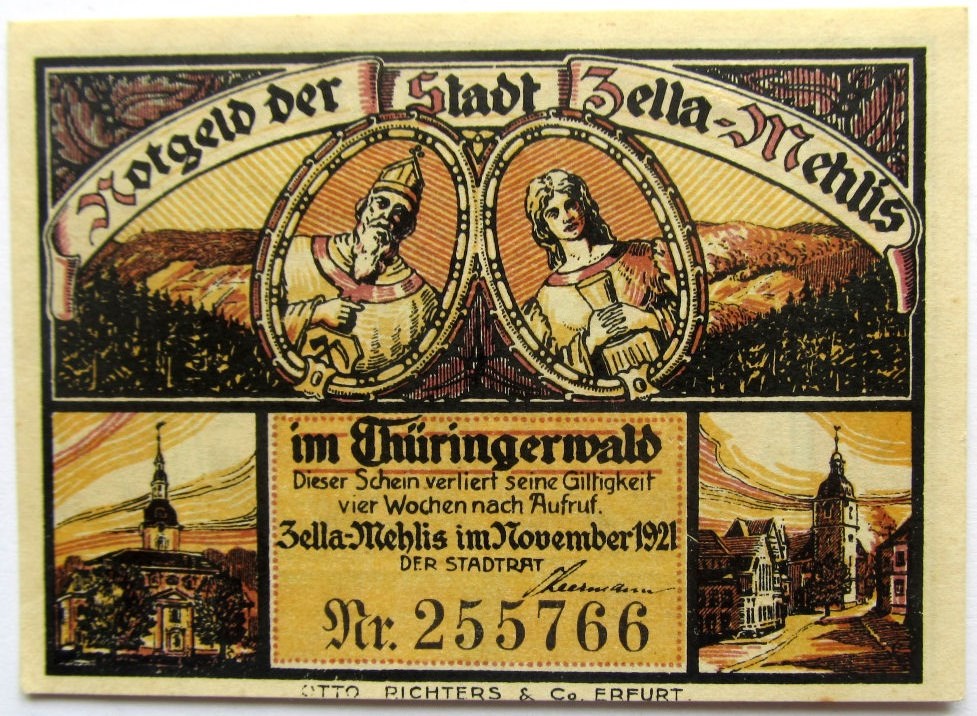 Notgeld der Stadt Zella-Mehlis
im Thüringerwald
Dieser Schein verliert seine Giltigkeit
vier Wochen nach Aufruf.
Zella-Mehlis im November 1921
DER STADTRAT
Nr. 255766
OTTO RICHTERS & Co. ERFURT.